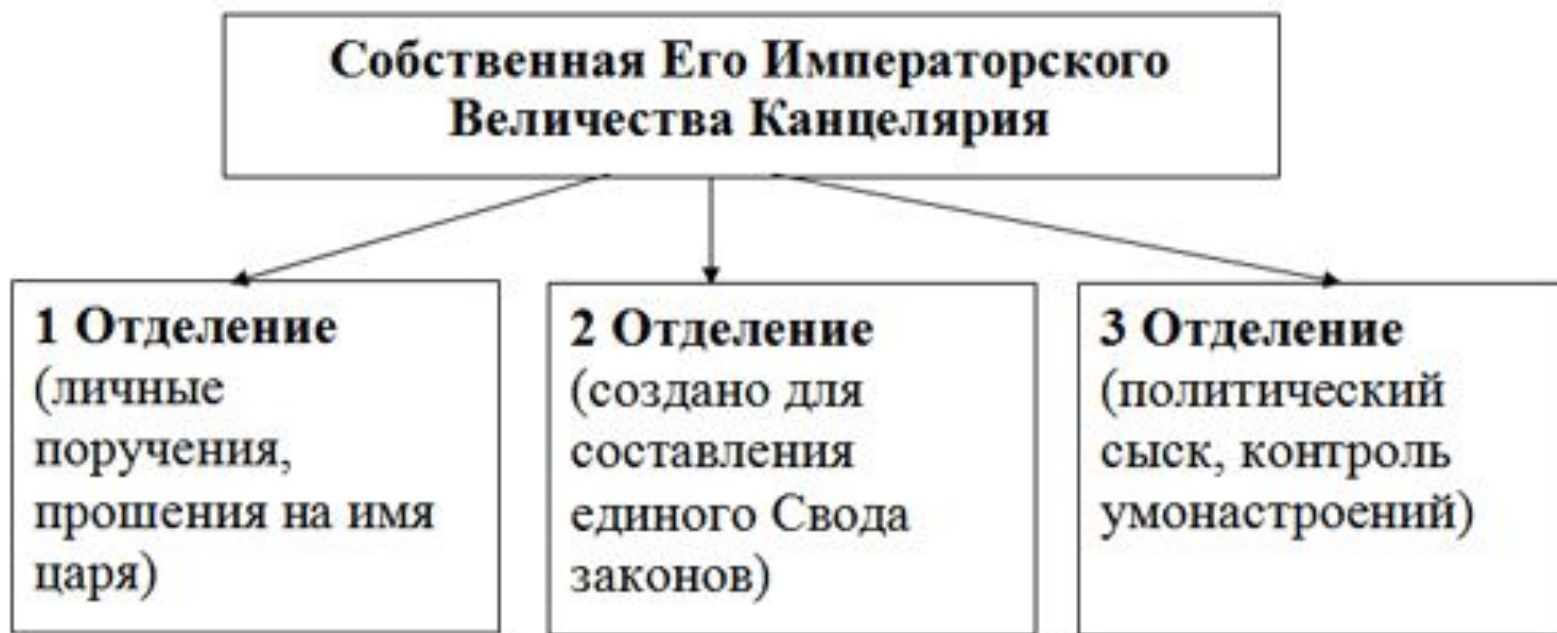 Собственная Его Императорского
Величества Канцелярия
1 Отделение
(личные
поручения,
прошения на имя
царя)
2 Отделение
(создано для
составления
единого Свода
законов)
3 Отделение
(политический
сыск, контроль
умонастроений)